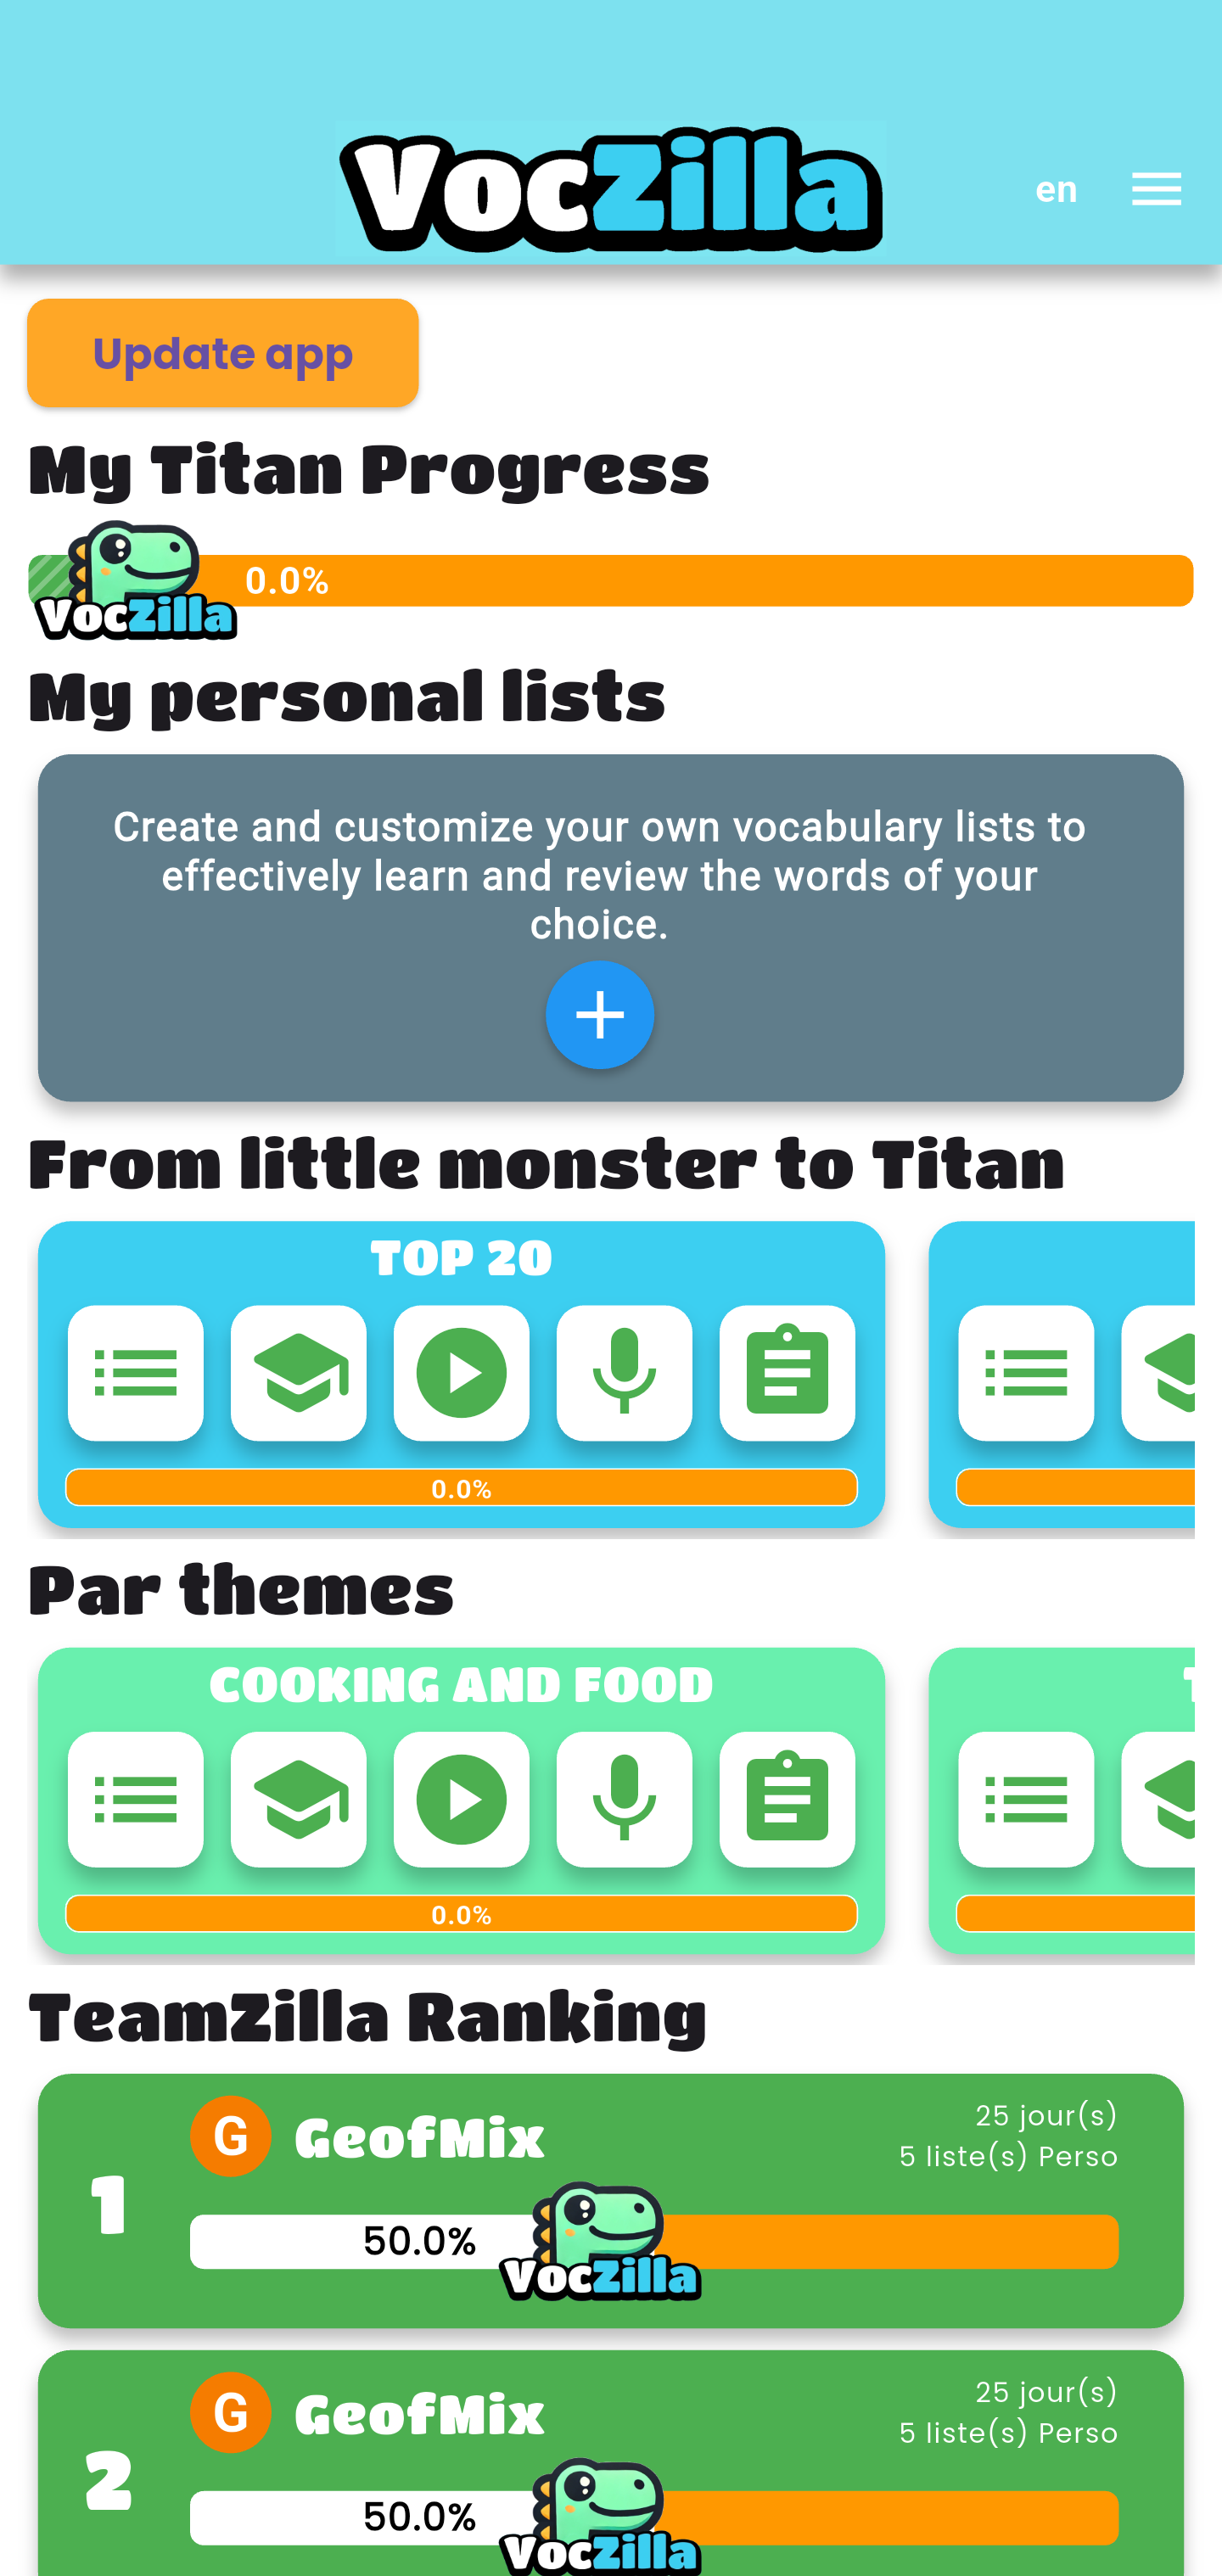 VocZilla
en
Update app
My Titan Progress
0.0%
VocZilla
My personal lists
Create and customize your own vocabulary lists to
effectively learn and review the words of your
choice.
From little monster to Titan
TOP 20
0.0%
Par themes
COOKING AND FOOD
0.0%
TeamZilla Ranking
1
G
GeofMix
25 jour(s)
5 liste(s) Perso
50.0%
VocZilla
2
G
GeofMix
25 jour(s)
5 liste(s) Perso
50.0%
VocZilla